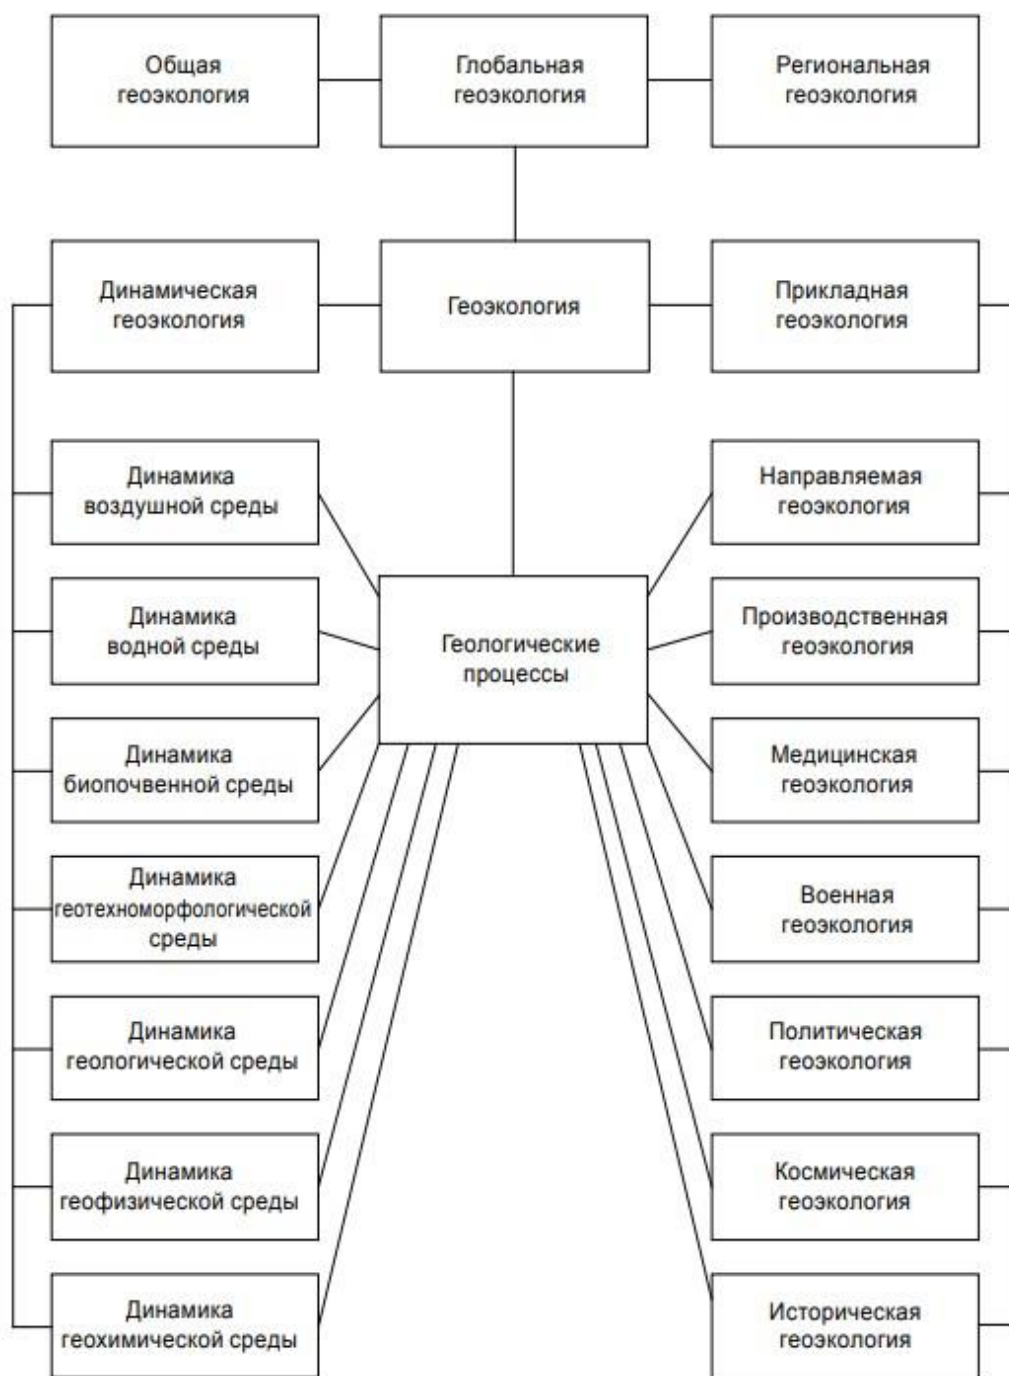 Общая
геоэкология
Глобальная
геоэкология
Региональная
геоэкология
Динамическая
геоэкология
Геоэкология
Прикладная
геоэкология
Динамика
воздушной среды
Направляемая
геоэкология
Динамика
водной среды
Геологические
процессы
Производственная
геоэкология
Динамика
биопочвенной среды
Медицинская
геоэкология
Динамика
геотехноморфологической
среды
Военная
геоэкология
Динамика
геологической среды
Политическая
геоэкология
Динамика
геофизической среды
Космическая
геоэкология
Динамика
геохимической среды
Историческая
геоэкология